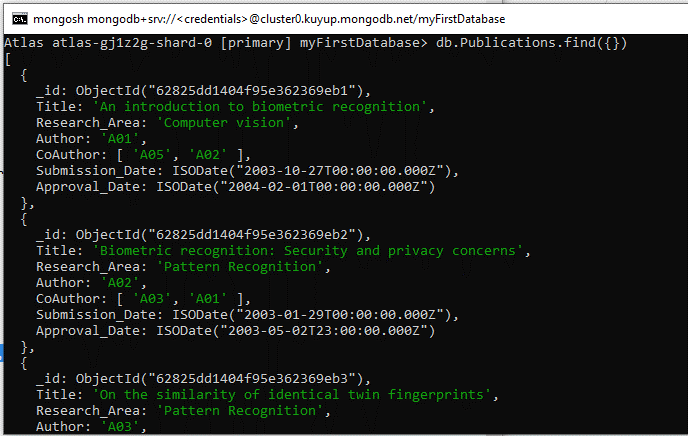 mongosh mongodb+srv://<credentials>@cluster0.kuyup.mongodb.net/myFirstDatabase
Atlas atlas-gj1z2g-shard-0 [primary] myFirstDatabase> db.Publications.find({})
[
  {
    _id: ObjectId("62825dd1404f95e362369eb1"),
    Title: 'An introduction to biometric recognition',
    Research_Area: 'Computer vision',
    Author: 'A01',
    CoAuthor: [ 'A05', 'A02' ],
    Submission_Date: ISODate("2003-10-27T00:00:00.000Z"),
    Approval_Date: ISODate("2004-02-01T00:00:00.000Z")
  },
  {
    _id: ObjectId("62825dd1404f95e362369eb2"),
    Title: 'Biometric recognition: Security and privacy concerns',
    Research_Area: 'Pattern Recognition',
    Author: 'A02',
    CoAuthor: [ 'A03', 'A01' ],
    Submission_Date: ISODate("2003-01-29T00:00:00.000Z"),
    Approval_Date: ISODate("2003-05-02T23:00:00.000Z")
  },
  {
    _id: ObjectId("62825dd1404f95e362369eb3"),
    Title: 'On the similarity of identical twin fingerprints',
    Research_Area: 'Pattern Recognition',
    Author: 'A03',